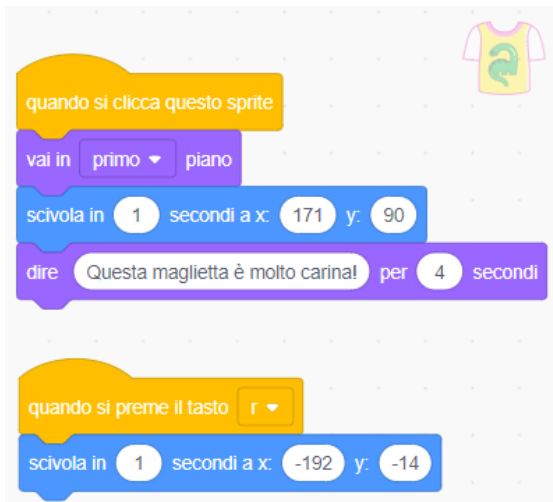 quando si clicca questo sprite
vai in primo piano
scivola in 1 secondi a x: 171 y: 90
dire Questa maglietta è molto carina! per 4 secondi
quando si preme il tasto r
scivola in 1 secondi a x: -192 y: -14